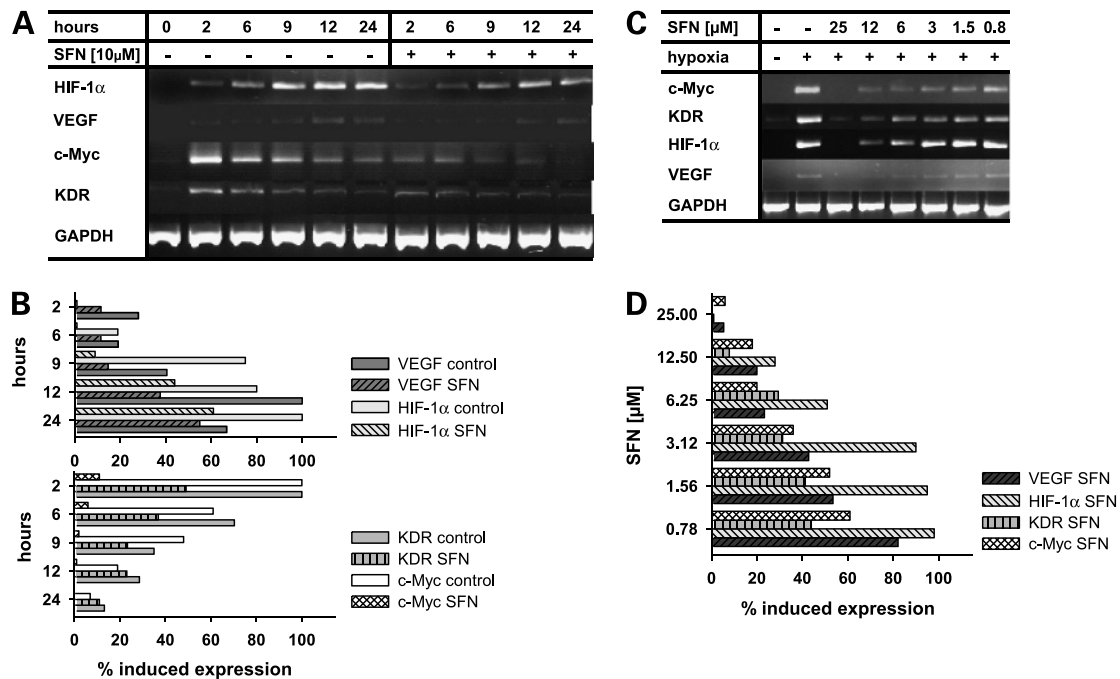 A
hours 0 2 6 9 12 24 2 6 9 12 24
SFN [10µM] - - - - - - + + + + +
HIF-1α
VEGF
c-Myc
KDR
GAPDH
B
hours
2
6
9
12
24
0 20 40 60 80 100
VEGF control
VEGF SFN
HIF-1α control
HIF-1α SFN
hours
2
6
9
12
24
0 20 40 60 80 100
% induced expression
KDR control
KDR SFN
c-Myc control
c-Myc SFN
C
SFN [µM] - - 25 12 6 3 1.5 0.8
hypoxia - + + + + + + +
c-Myc
KDR
HIF-1α
VEGF
GAPDH
D
SFN [µM]
25.00
12.50
6.25
3.12
1.56
0.78
0 20 40 60 80 100
% induced expression
VEGF SFN
HIF-1α SFN
KDR SFN
c-Myc SFN